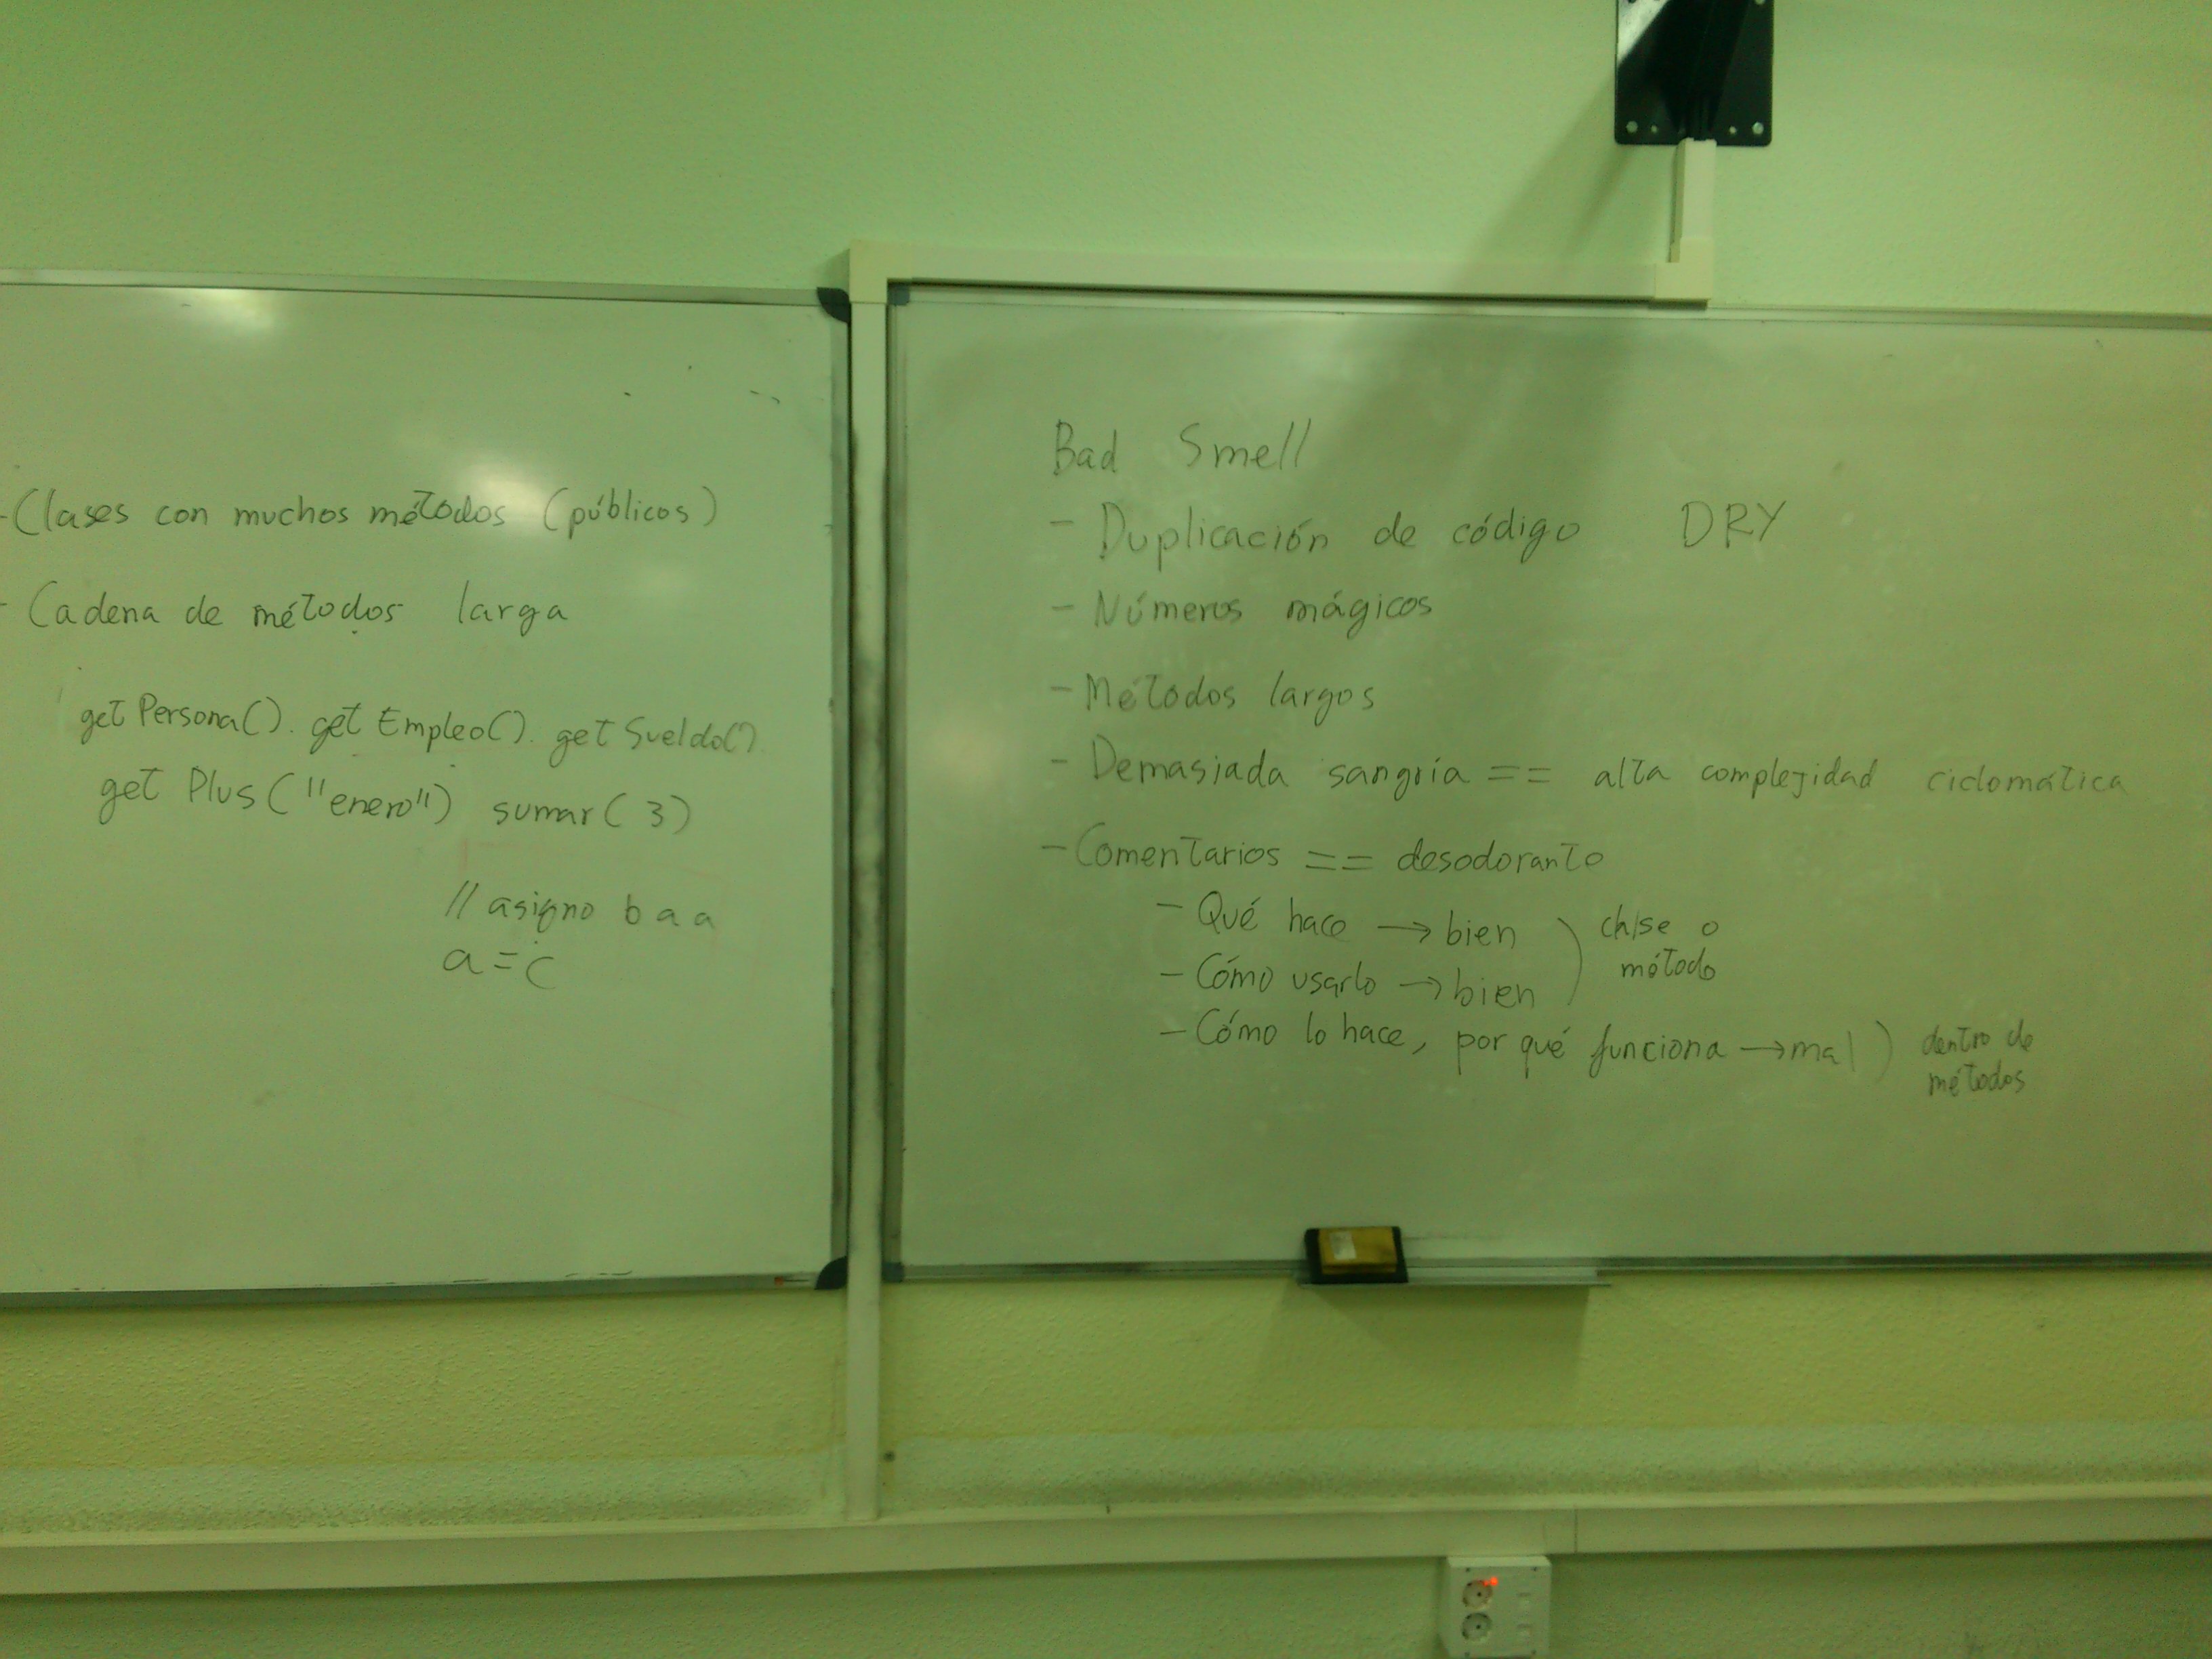 -Clases con muchos métodos (públicos)
- Cadena de métodos larga
getPersona().getEmpleo().getSueldo().
getPlus("enero") sumar(3)
// asigno b a a
a=c
Bad Smell
- Duplicación de código DRY
- Números mágicos
- Métodos largos
- Demasiada sangría == alta complejidad ciclomática
- Comentarios == desodorante
- Qué hace → bien ) clase o
- Cómo usarlo → bien ) método
- Cómo lo hace, por qué funciona → mal ) dentro de
métodos